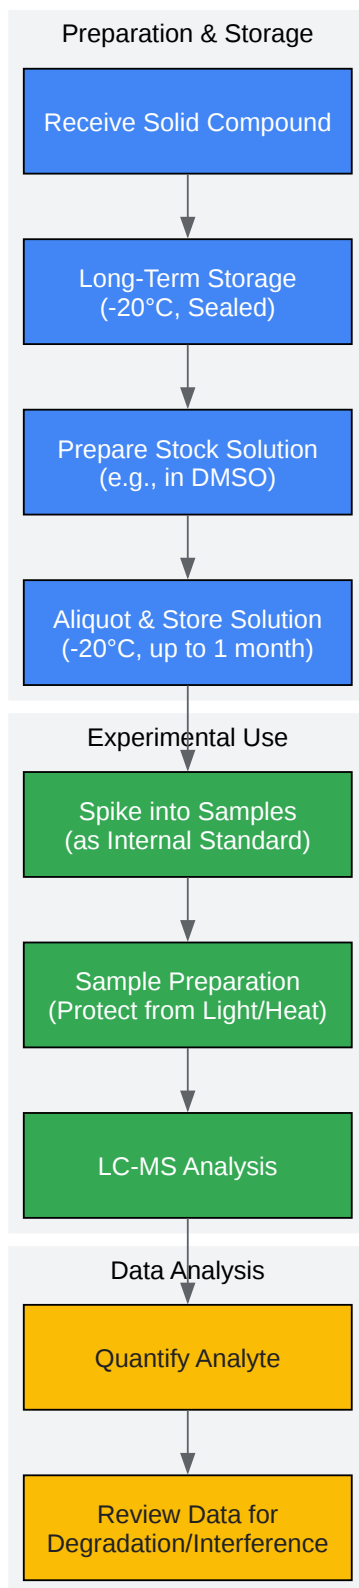 Preparation & Storage
Receive Solid Compound
Long-Term Storage
(-20°C, Sealed)
Prepare Stock Solution
(e.g., in DMSO)
Aliquot & Store Solution
(-20°C, up to 1 month)
Experimental Use
Spike into Samples
(as Internal Standard)
Sample Preparation
(Protect from Light/Heat)
LC-MS Analysis
Data Analysis
Quantify Analyte
Review Data for
Degradation/Interference